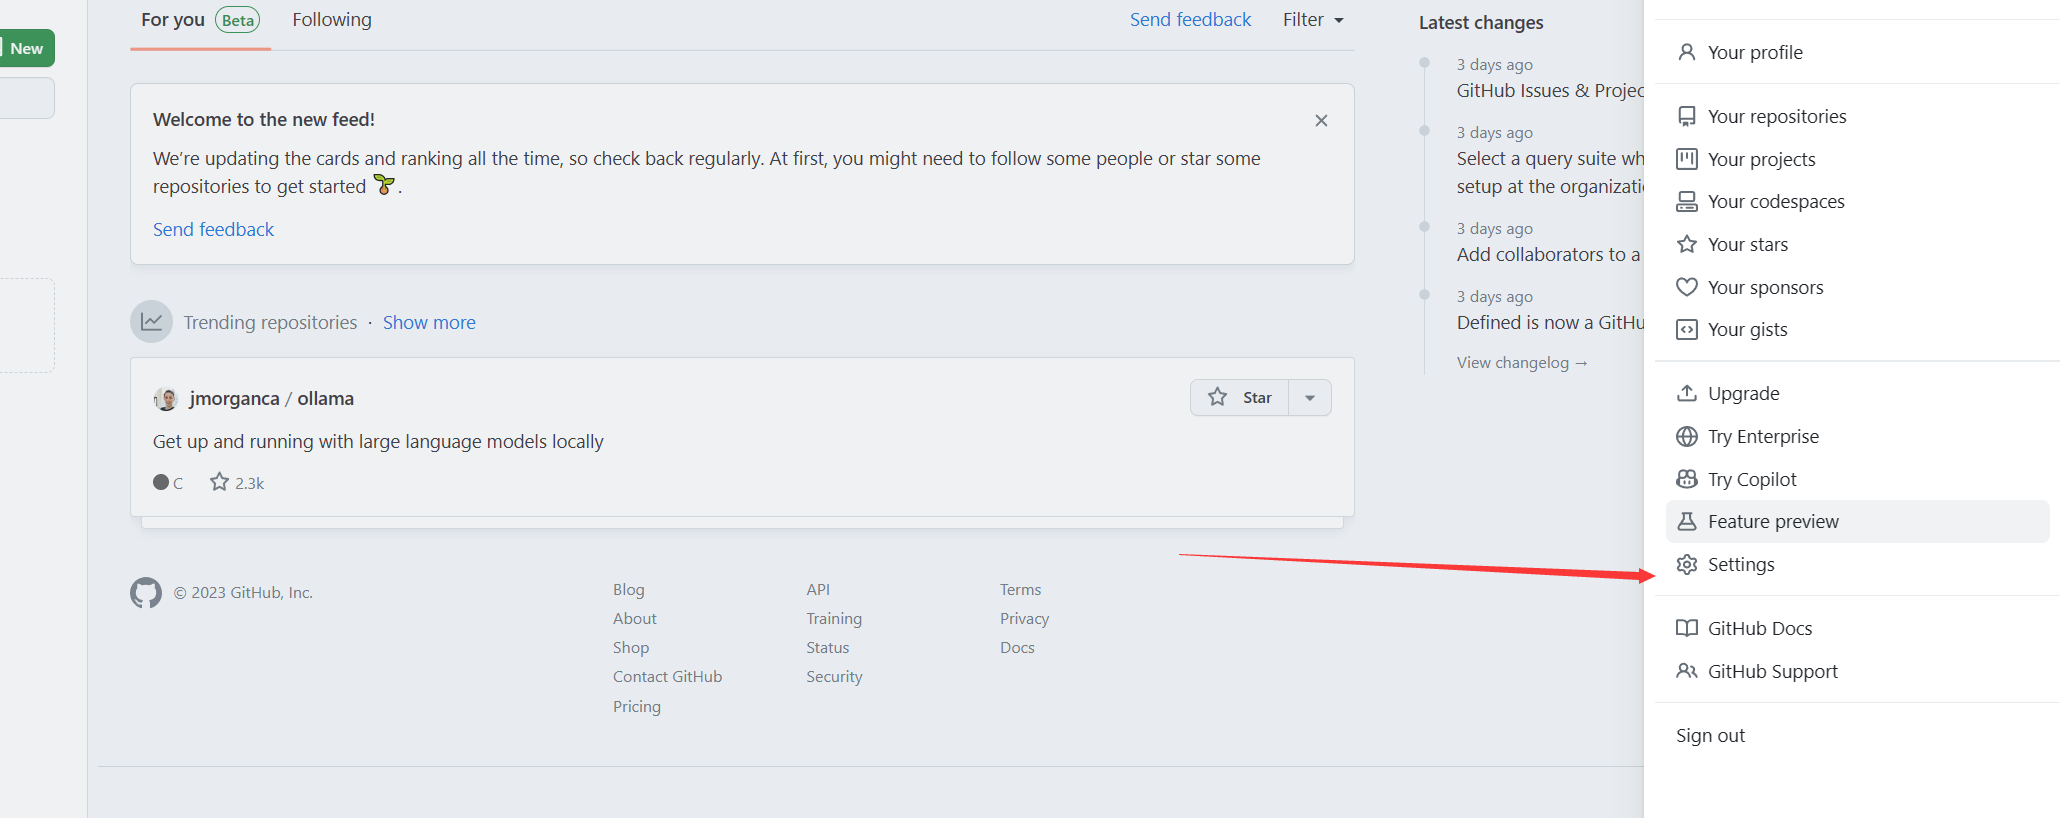 For you Beta Following Send feedback Filter
New
Welcome to the new feed!
We’re updating the cards and ranking all the time, so check back regularly. At first, you might need to follow some people or star some
repositories to get started 🌱.
Send feedback
Trending repositories · Show more
jmorganca / ollama Star
Get up and running with large language models locally
C 2.3k
© 2023 GitHub, Inc.
Blog
About
Shop
Contact GitHub
Pricing
API
Training
Status
Security
Terms
Privacy
Docs
Latest changes
3 days ago
GitHub Issues & Projec
3 days ago
Select a query suite wh
setup at the organizati
3 days ago
Add collaborators to a
3 days ago
Defined is now a GitHu
View changelog →
Your profile
Your repositories
Your projects
Your codespaces
Your stars
Your sponsors
Your gists
Upgrade
Try Enterprise
Try Copilot
Feature preview
Settings
GitHub Docs
GitHub Support
Sign out